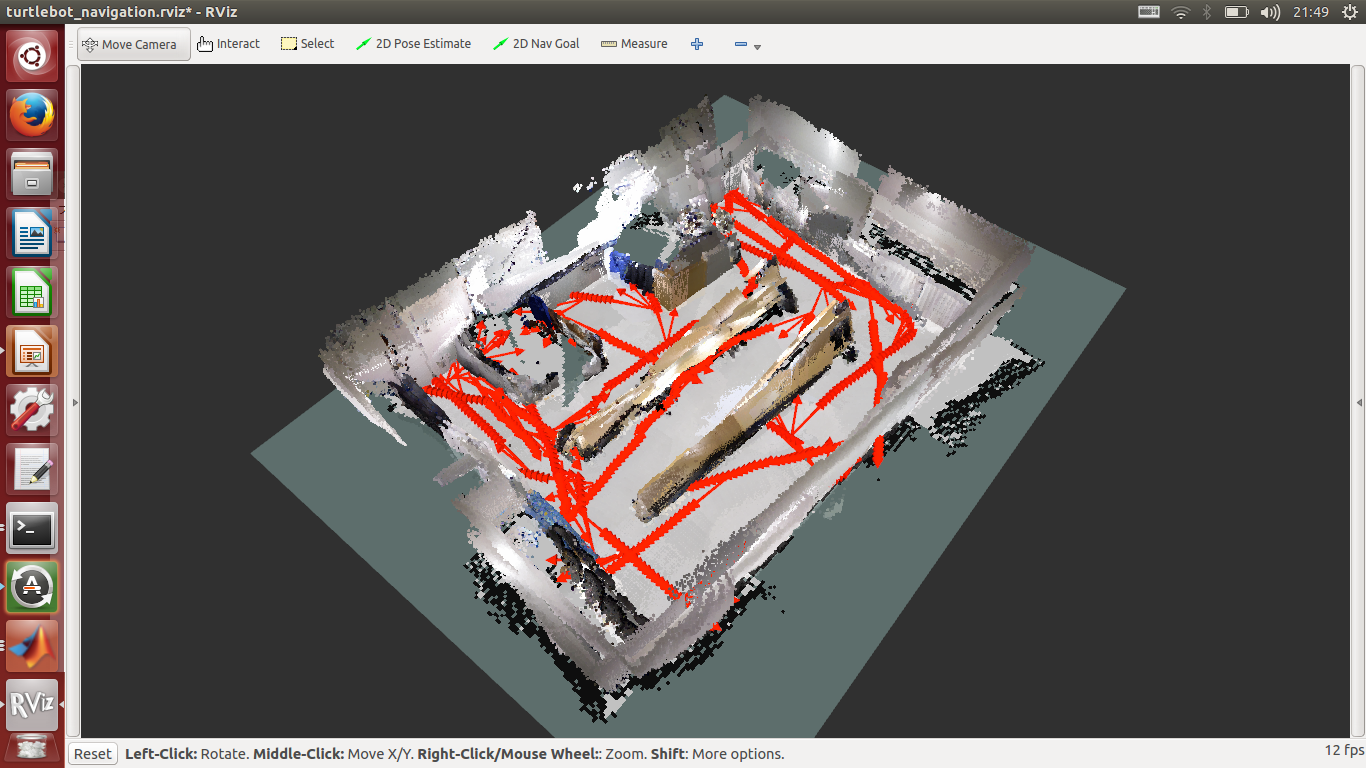 turtlebot_navigation.rviz* - RViz
21:49
Move Camera
Interact
Select
2D Pose Estimate
2D Nav Goal
Measure
RViz
Reset
Left-Click: Rotate. Middle-Click: Move X/Y. Right-Click/Mouse Wheel:: Zoom. Shift: More options.
12 fps